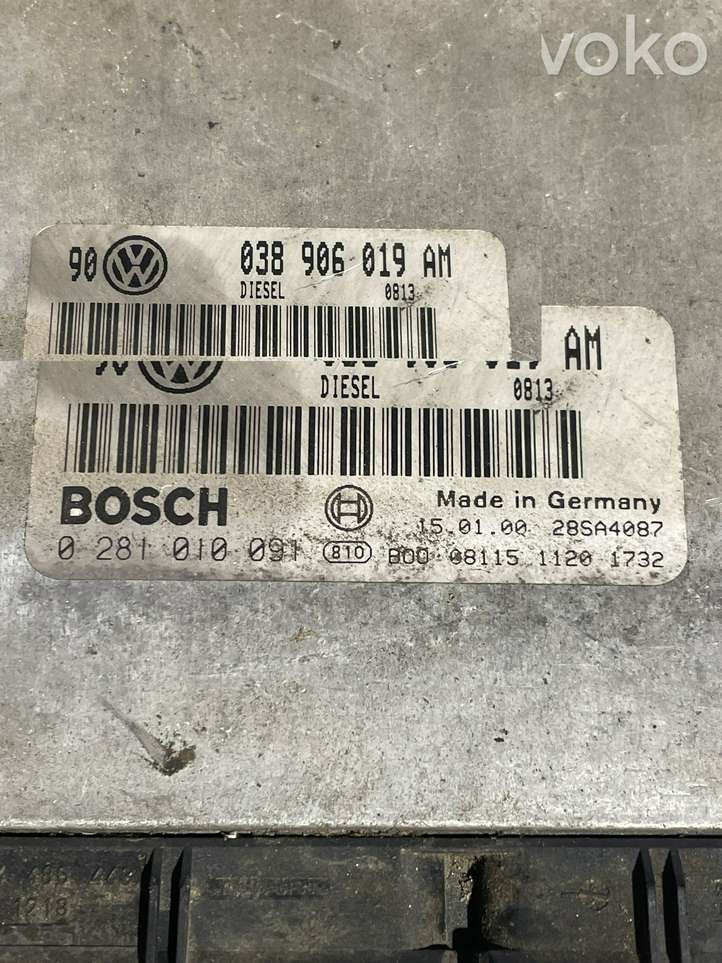 voko
90 038 906 019 AM
DIESEL 0813
AM
DIESEL 0813
BOSCH Made in Germany
15.01.00 28SA4087
0 281 010 091 810 B00 08115 1120 1732
1218